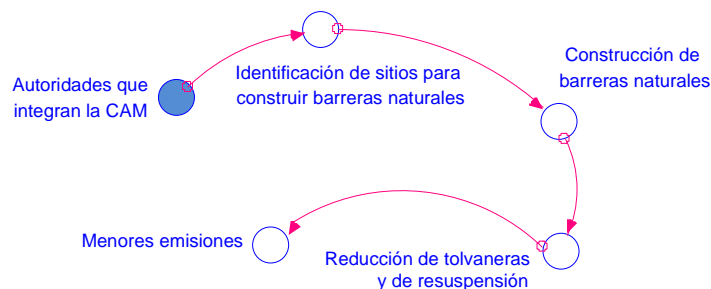 Autoridades que
integran la CAM
Identificación de sitios para
construir barreras naturales
Construcción de
barreras naturales
Reducción de tolvaneras
y de resuspensión
Menores emisiones